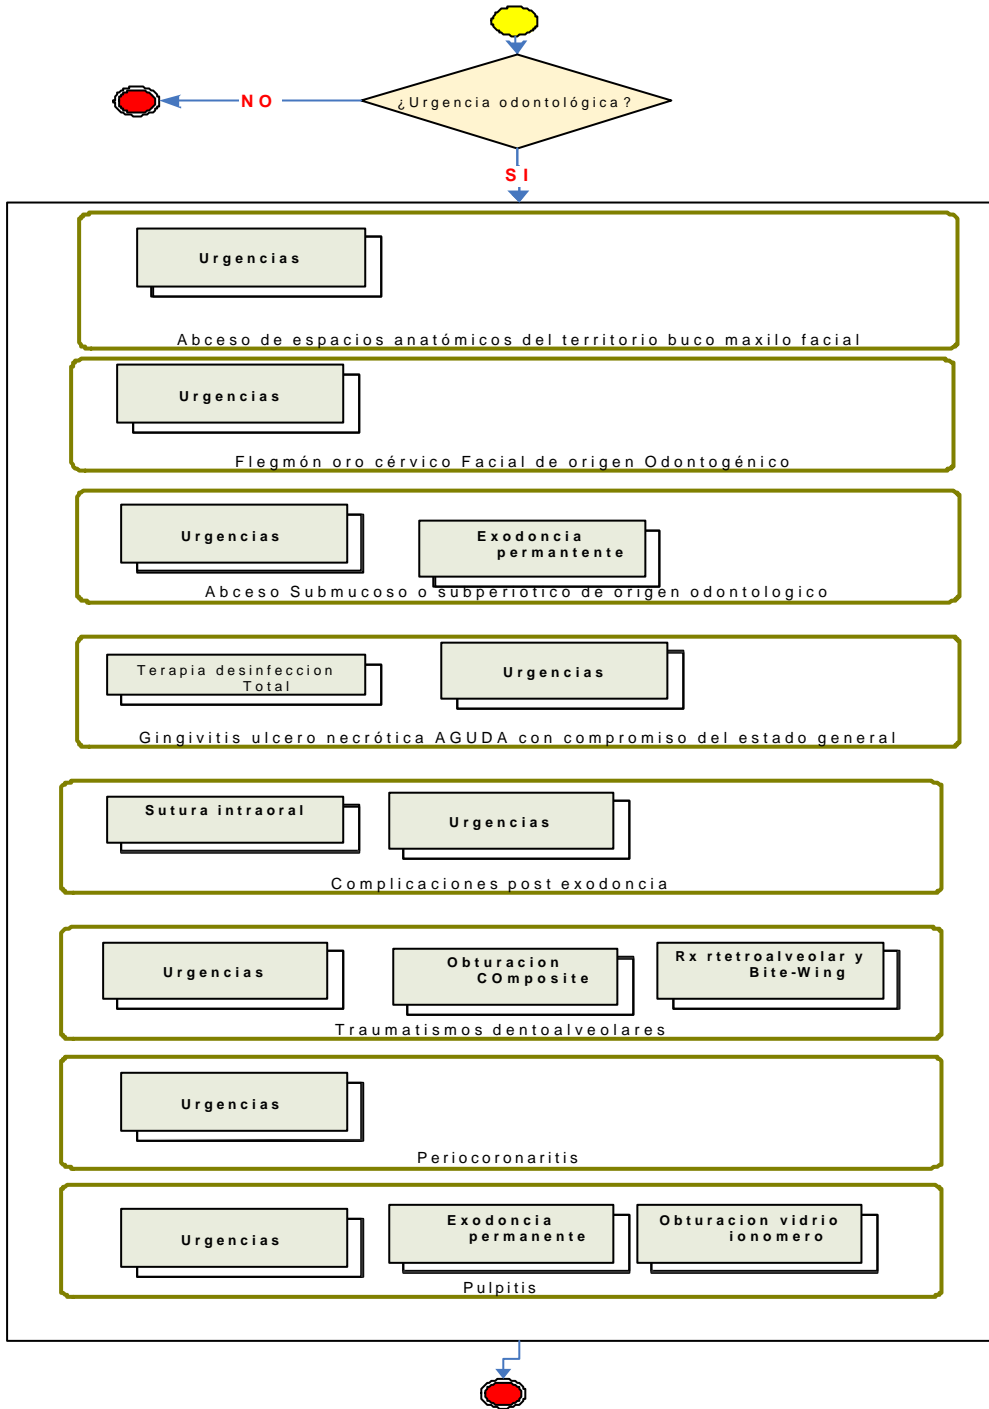 ¿Urgencia odontológica?
NO
SI
Urgencias
Abceso de espacios anatómicos del territorio buco maxilo facial
Urgencias
Flegmón oro cérvico Facial de origen Odontogénico
Urgencias
Exodoncia
permantente
Abceso Submucoso o subperiotico de origen odontologico
Terapia desinfeccion
Total
Urgencias
Gingivitis ulcero necrótica AGUDA con compromiso del estado general
Sutura intraoral
Urgencias
Complicaciones post exodoncia
Urgencias
Obturacion
COmposite
Rx rtetroalveolar y
Bite-Wing
Traumatismos dentoalveolares
Urgencias
Periocoronaritis
Urgencias
Exodoncia
permanente
Obturacion vidrio
ionomero
Pulpitis